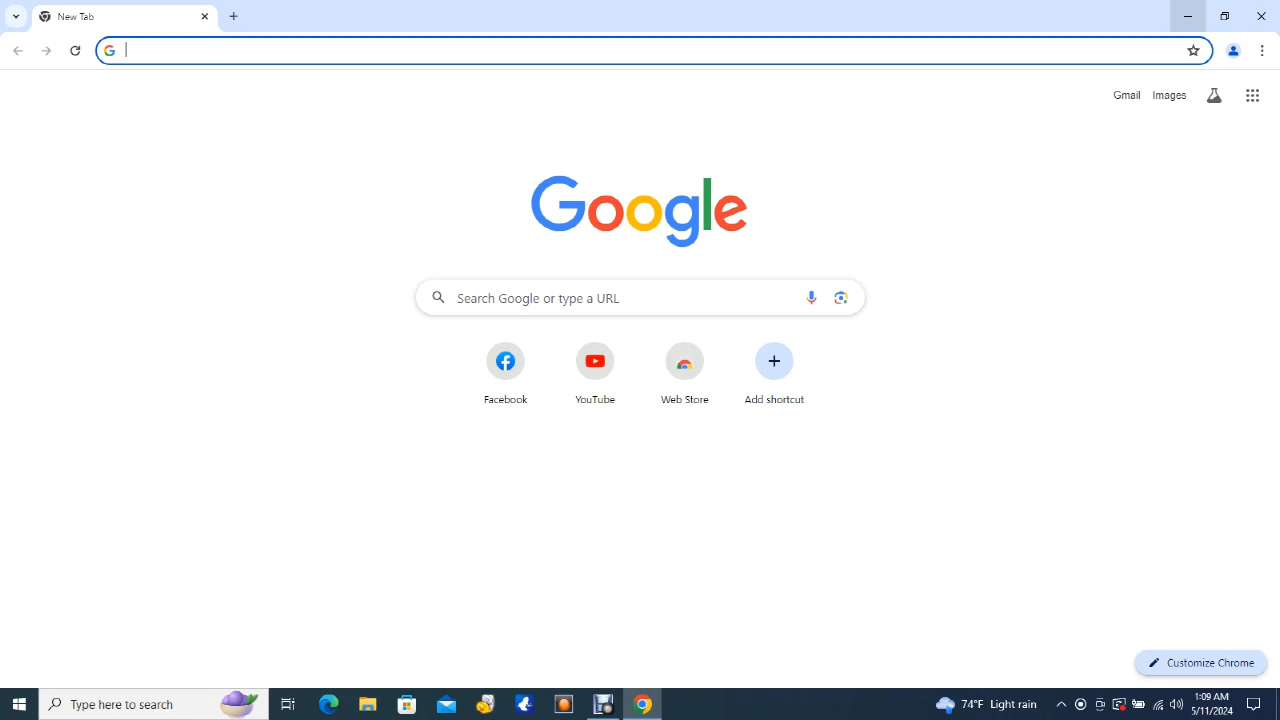 New Tab
Gmail Images
Google
Search Google or type a URL
Facebook YouTube Web Store Add shortcut
Customize Chrome
Type here to search
74°F Light rain
1:09 AM
5/11/2024